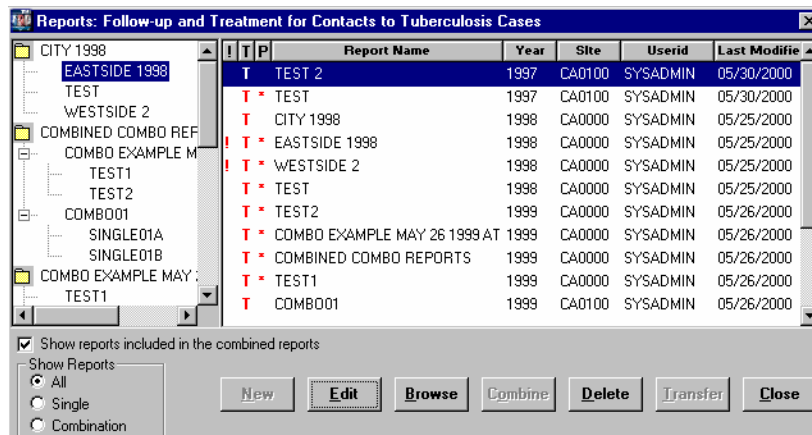 Reports: Follow-up and Treatment for Contacts to Tuberculosis Cases
CITY 1998
EASTSIDE 1998
TEST
WESTSIDE 2
COMBINED COMBO REP
COMBO EXAMPLE M
TEST1
TEST2
COMBO01
SINGLE01A
SINGLE01B
COMBO EXAMPLE MAY
TEST1
! T P Report Name Year Site Userid Last Modifie
T TEST 2 1997 CA0100 SYSADMIN 05/30/2000
T * TEST 1997 CA0100 SYSADMIN 05/30/2000
T CITY 1998 1998 CA0000 SYSADMIN 05/25/2000
! T * EASTSIDE 1998 1998 CA0000 SYSADMIN 05/25/2000
! T * WESTSIDE 2 1998 CA0000 SYSADMIN 05/25/2000
T * TEST 1998 CA0000 SYSADMIN 05/25/2000
T * TEST2 1999 CA0000 SYSADMIN 05/26/2000
T * COMBO EXAMPLE MAY 26 1999 AT 1999 CA0000 SYSADMIN 05/26/2000
T * COMBINED COMBO REPORTS 1999 CA0000 SYSADMIN 05/26/2000
T * TEST1 1999 CA0000 SYSADMIN 05/26/2000
T COMBO01 1999 CA0100 SYSADMIN 05/26/2000
Show reports included in the combined reports
Show Reports
All
Single
Combination
New Edit Browse Combine Delete Transfer Close